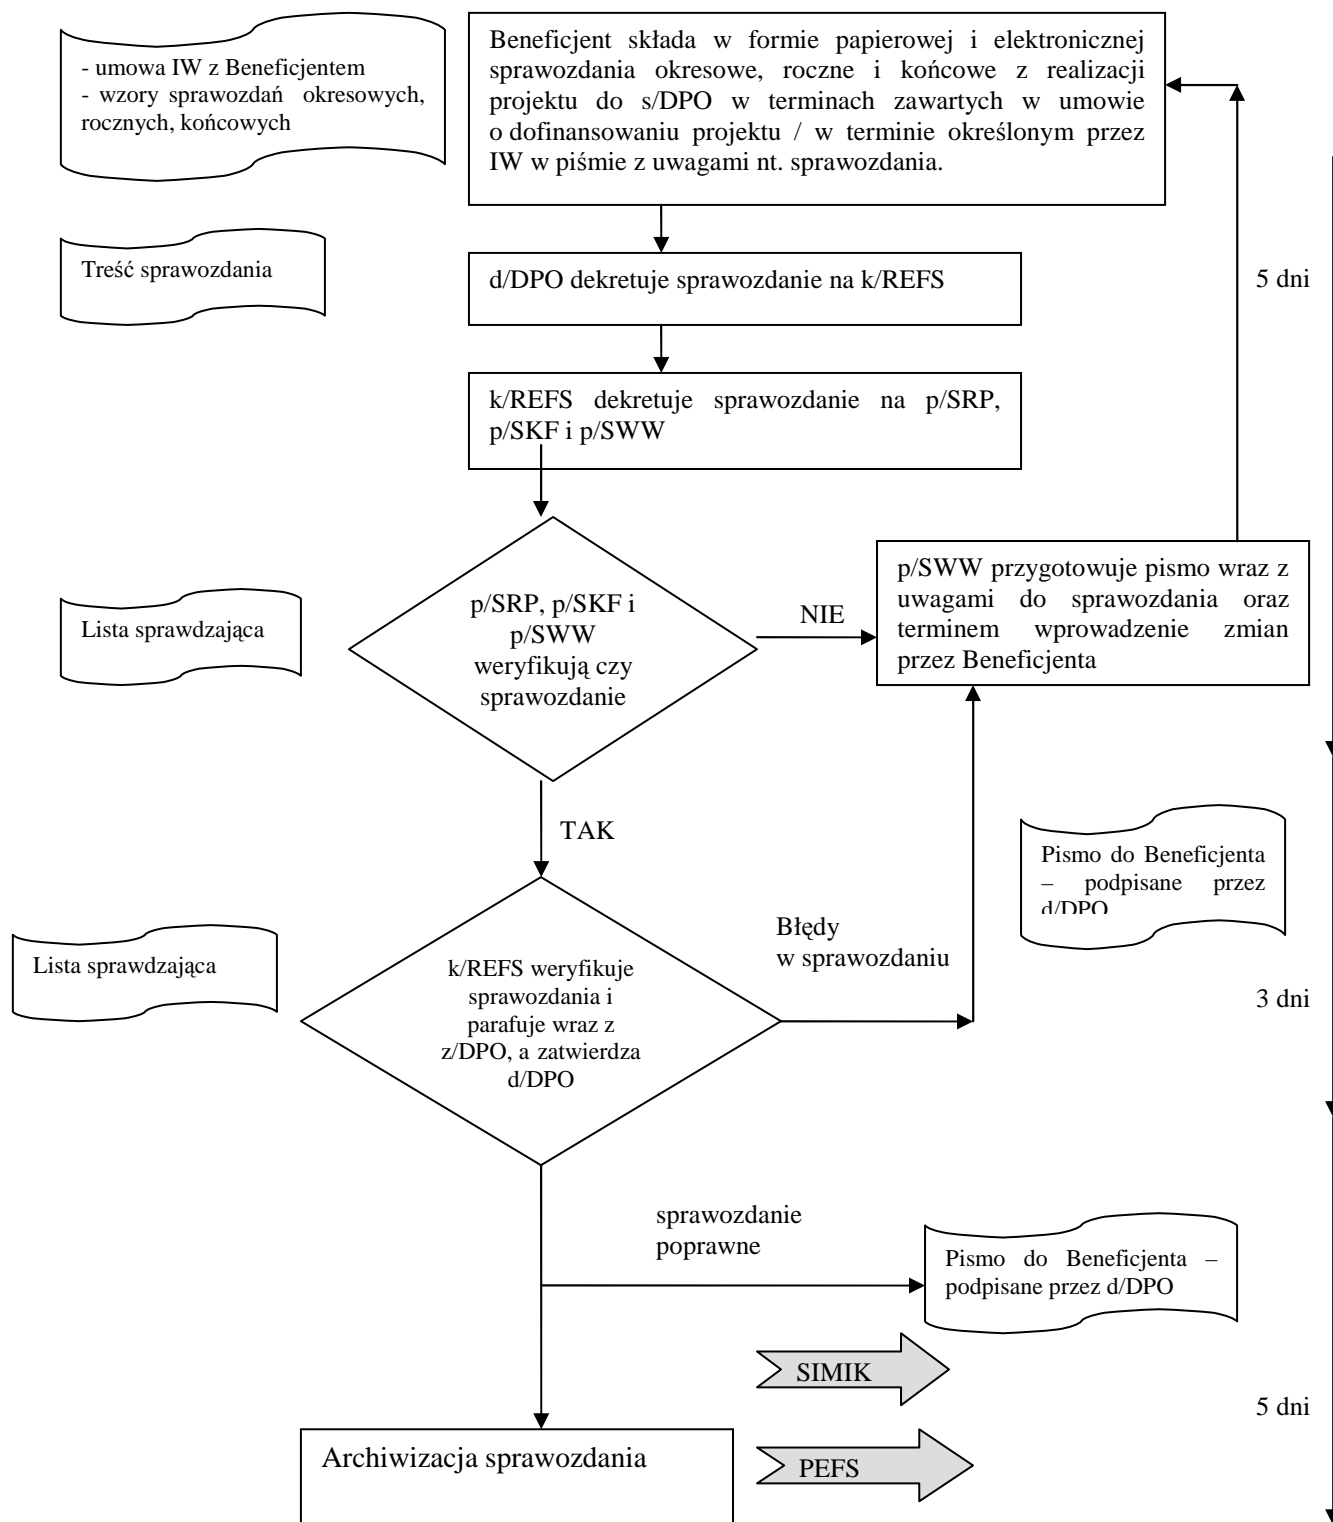 - umowa IW z Beneficjentem
- wzory sprawozdań okresowych,
rocznych, końcowych
Beneficjent składa w formie papierowej i elektronicznej
sprawozdania okresowe, roczne i końcowe z realizacji
projektu do s/DPO w terminach zawartych w umowie
o dofinansowaniu projektu / w terminie określonym przez
IW w piśmie z uwagami nt. sprawozdania.
Treść sprawozdania
d/DPO dekretuje sprawozdanie na k/REFS
5 dni
k/REFS dekretuje sprawozdanie na p/SRP,
p/SKF i p/SWW
Lista sprawdzająca
p/SRP, p/SKF i
p/SWW
weryfikują czy
sprawozdanie
NIE
p/SWW przygotowuje pismo wraz z
uwagami do sprawozdania oraz
terminem wprowadzenie zmian
przez Beneficjenta
TAK
Pismo do Beneficjenta
– podpisane przez
d/DPO
Lista sprawdzająca
k/REFS weryfikuje
sprawozdania i
parafuje wraz z
z/DPO, a zatwierdza
d/DPO
Błędy
w sprawozdaniu
3 dni
sprawozdanie
poprawne
Pismo do Beneficjenta –
podpisane przez d/DPO
SIMIK
5 dni
Archiwizacja sprawozdania
PEFS